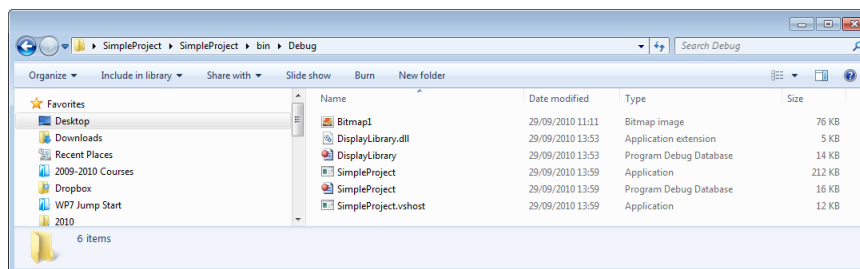 SimpleProject SimpleProject bin Debug Search Debug
Organize Include in library Share with Slide show Burn New folder
Favorites
Desktop
Downloads
Recent Places
2009-2010 Courses
Dropbox
WP7 Jump Start
2010
Name Date modified Type Size
Bitmap1 29/09/2010 11:11 Bitmap image 76 KB
DisplayLibrary.dll 29/09/2010 13:53 Application extension 5 KB
DisplayLibrary 29/09/2010 13:53 Program Debug Database 14 KB
SimpleProject 29/09/2010 13:59 Application 212 KB
SimpleProject 29/09/2010 13:59 Program Debug Database 16 KB
SimpleProject.vshost 29/09/2010 13:59 Application 12 KB
6 items